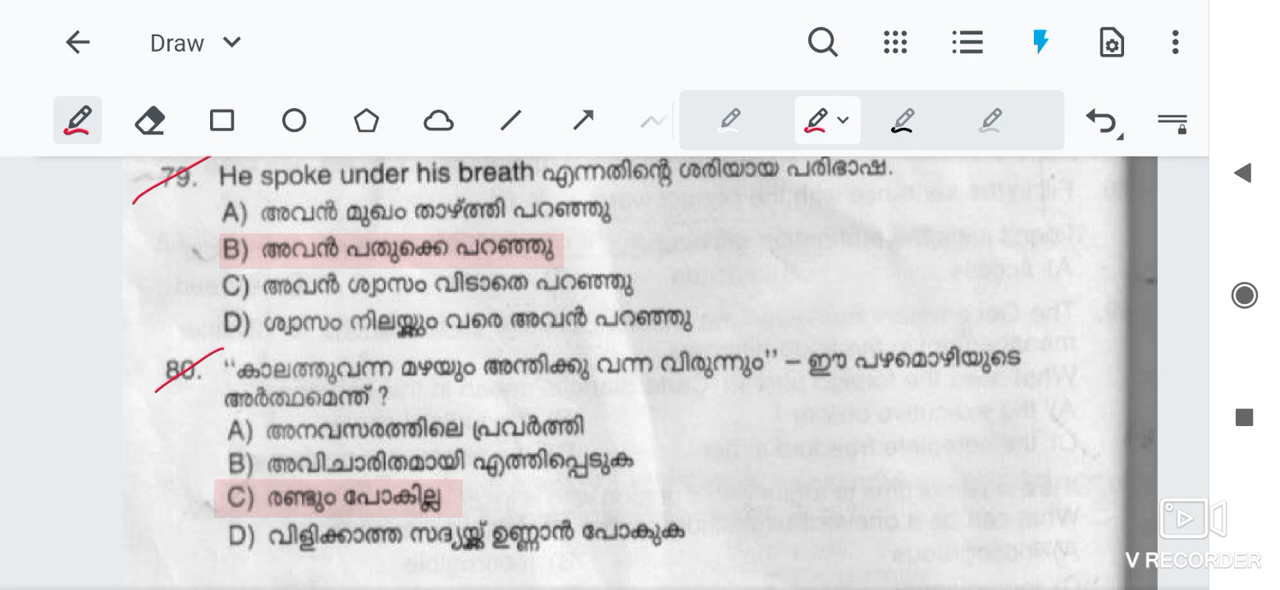 Draw
79. He spoke under his breath എന്നതിന്റെ ശരിയായ പരിഭാഷ.
A) അവൻ മുഖം താഴ്ത്തി പറഞ്ഞു
B) അവൻ പതുക്കെ പറഞ്ഞു
C) അവൻ ശ്വാസം വിടാതെ പറഞ്ഞു
D) ശ്വാസം നിലയ്ക്കും വരെ അവൻ പറഞ്ഞു
80. “കാലത്തുവന്ന മഴയും അന്തിക്കു വന്ന വിരുന്നും” – ഈ പഴമൊഴിയുടെ
അർത്ഥമെന്ത് ?
A) അനവസരത്തിലെ പ്രവർത്തി
B) അവിചാരിതമായി എത്തിപ്പെടുക
C) രണ്ടും പോകില്ല
D) വിളിക്കാത്ത സദ്യയ്ക്ക് ഉണ്ണാൻ പോകുക
V RECORDER